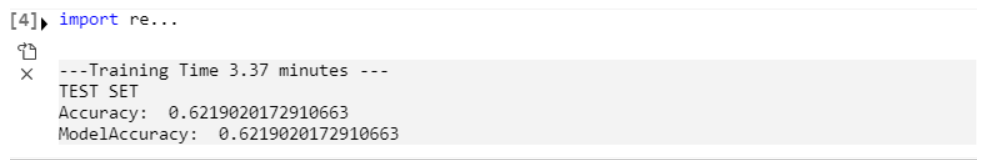 [4] import re...
---Training Time 3.37 minutes ---
TEST SET
Accuracy:  0.6219020172910663
ModelAccuracy:  0.6219020172910663